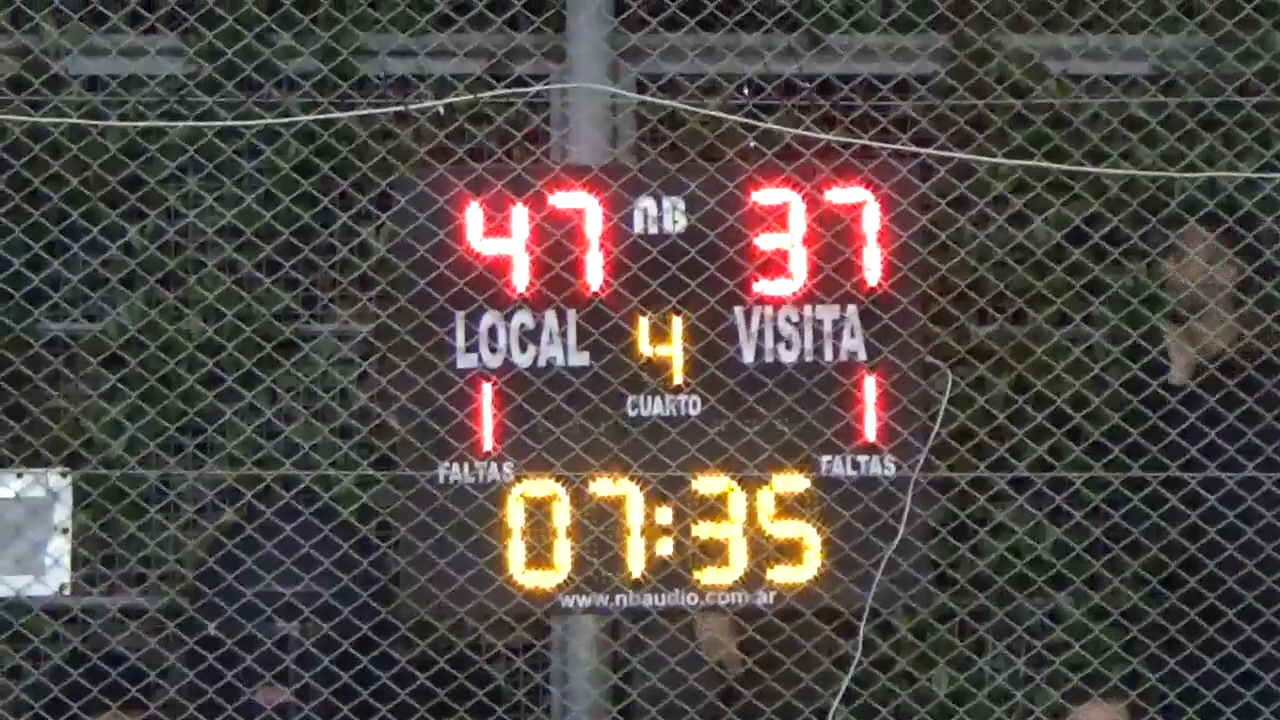 47 NB 37
LOCAL 4 VISITA
1 CUARTO 1
FALTAS FALTAS
07:35
www.nbaudio.com.ar